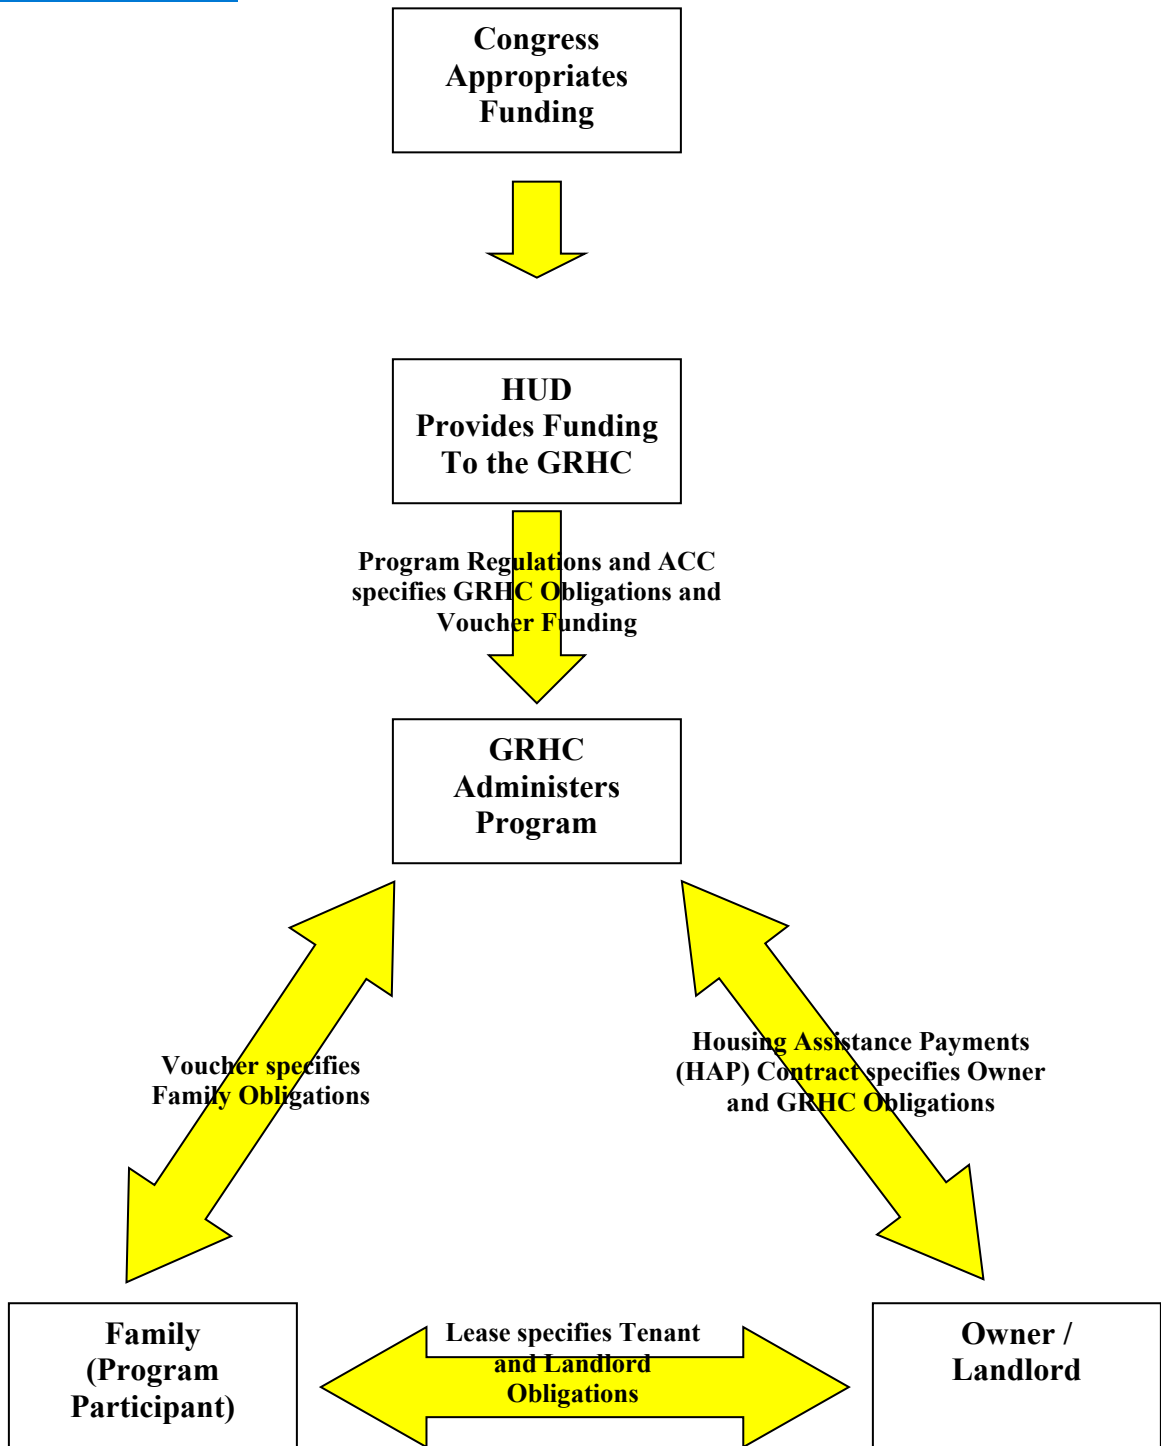 Congress
Appropriates
Funding
HUD
Provides Funding
To the GRHC
Program Regulations and ACC
specifies GRHC Obligations and
Voucher Funding
GRHC
Administers
Program
Voucher specifies
Family Obligations
Housing Assistance Payments
(HAP) Contract specifies Owner
and GRHC Obligations
Family
(Program
Participant)
Lease specifies Tenant
and Landlord
Obligations
Owner /
Landlord